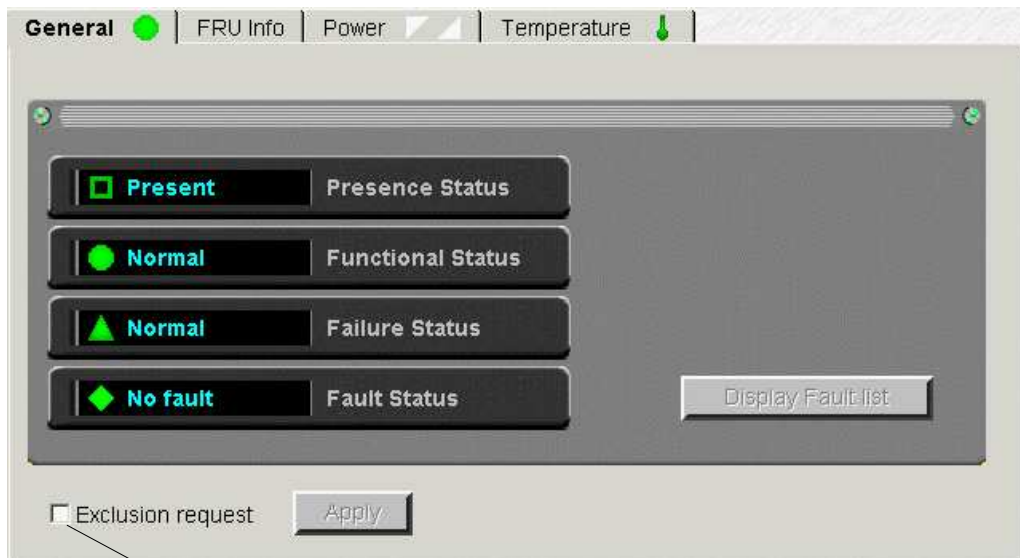 General FRU Info Power Temperature
Present Presence Status
Normal Functional Status
Normal Failure Status
No fault Fault Status
Display Fault list
Exclusion request Apply